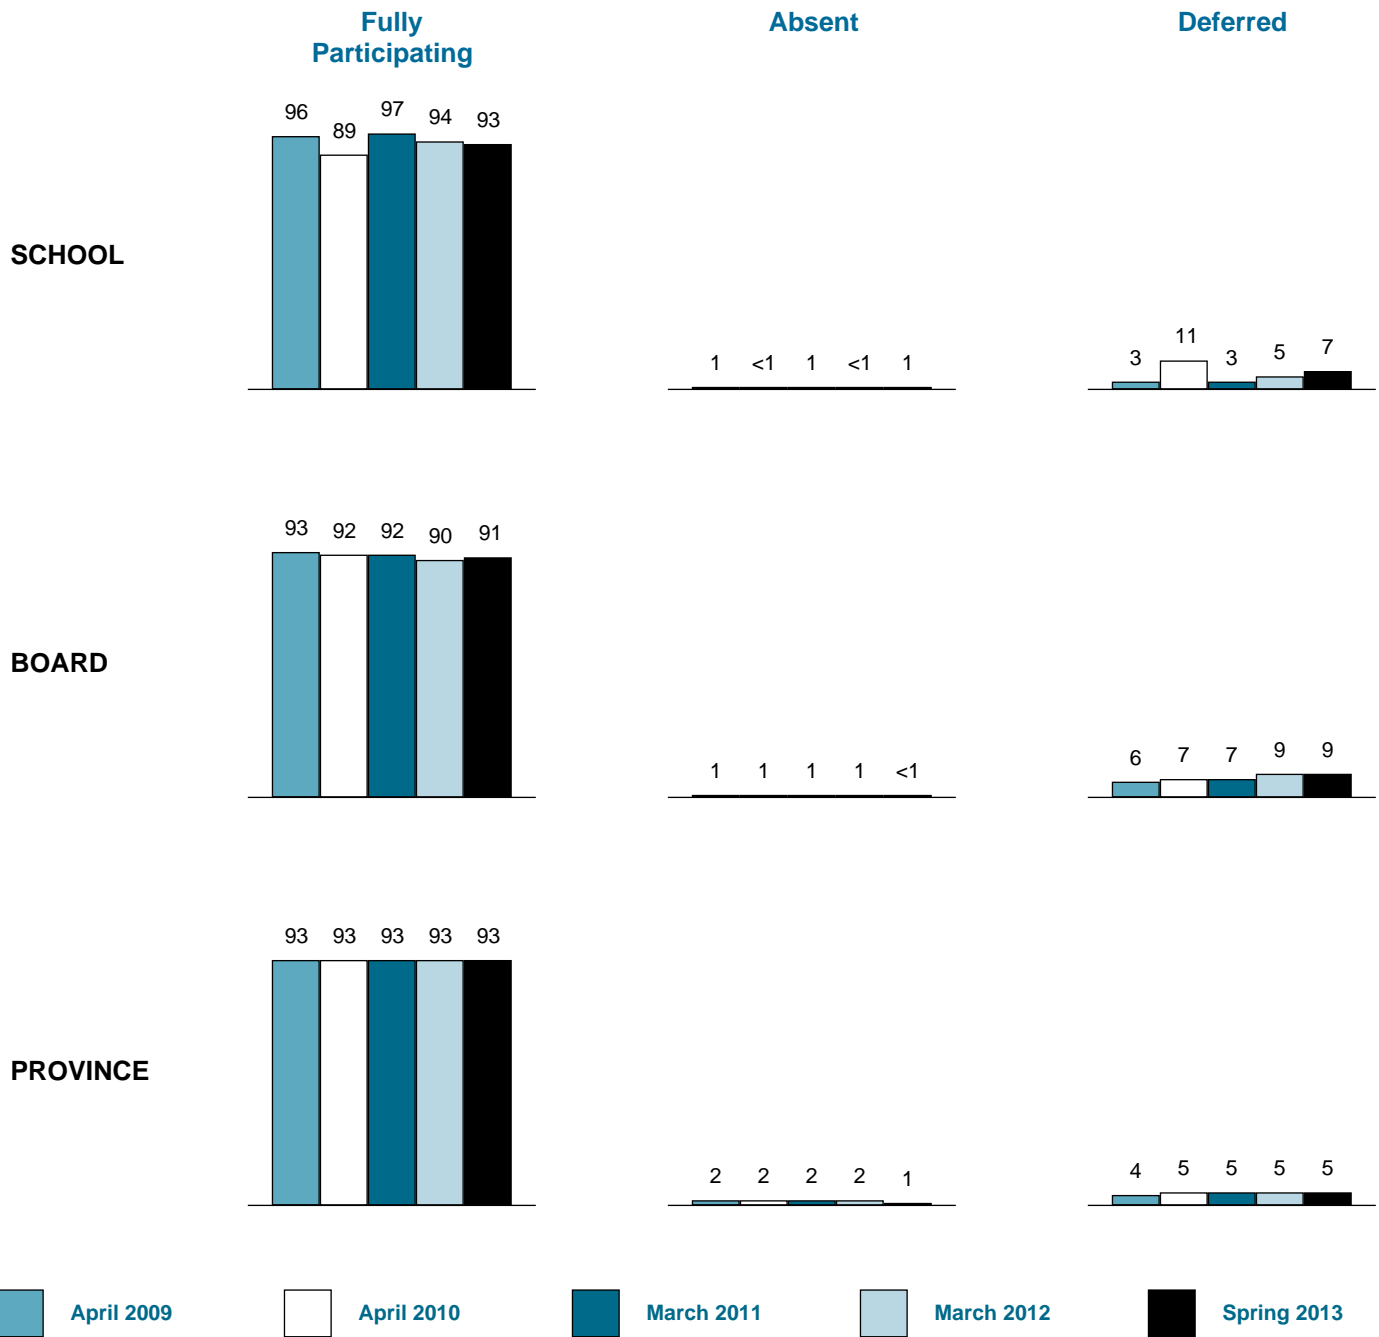 Fully
Participating
Absent
Deferred
SCHOOL
96 89 97 94 93
1 <1 1 <1 1
3 11 3 5 7
BOARD
93 92 92 90 91
1 1 1 1 <1
6 7 7 9 9
PROVINCE
93 93 93 93 93
2 2 2 2 1
4 5 5 5 5
April 2009 April 2010 March 2011 March 2012 Spring 2013